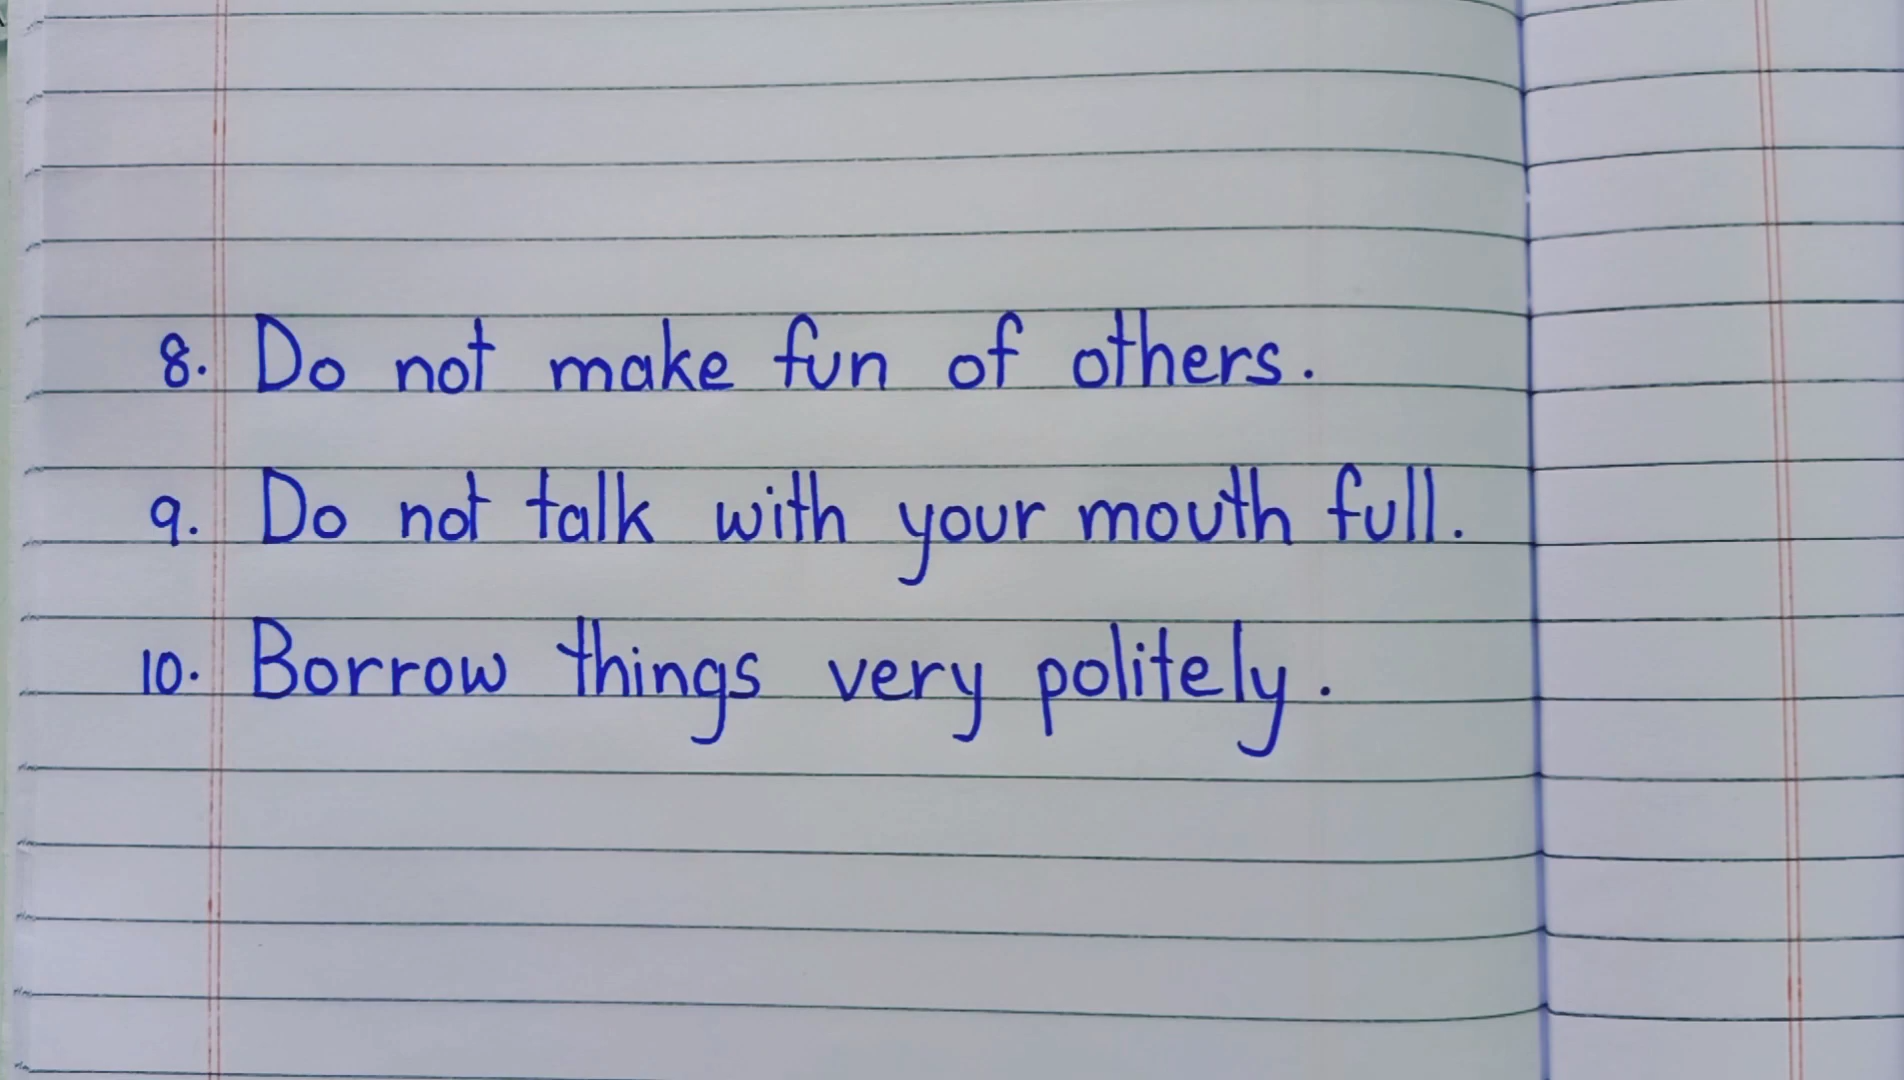 8. Do not make fun of others.
9. Do not talk with your mouth full.
10. Borrow things very politely.